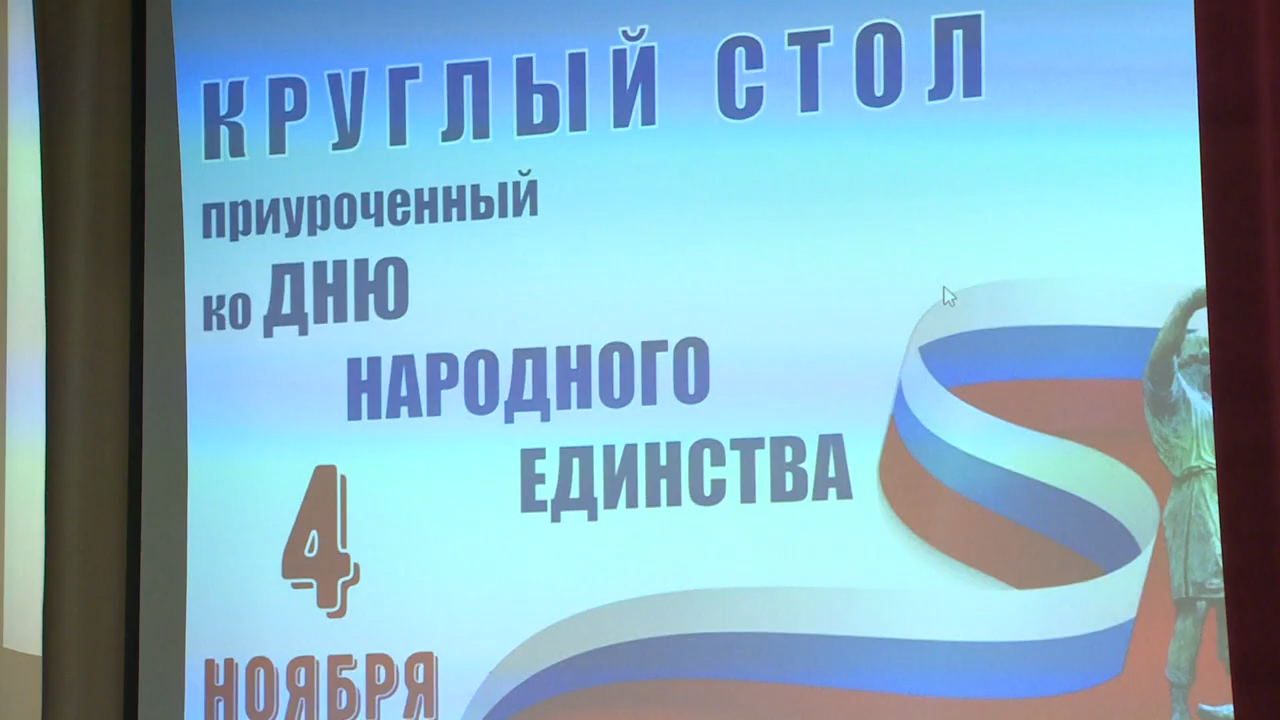 КРУГЛЫЙ СТОЛ
приуроченный
ко ДНЮ
НАРОДНОГО
ЕДИНСТВА
4
НОЯБРЯ